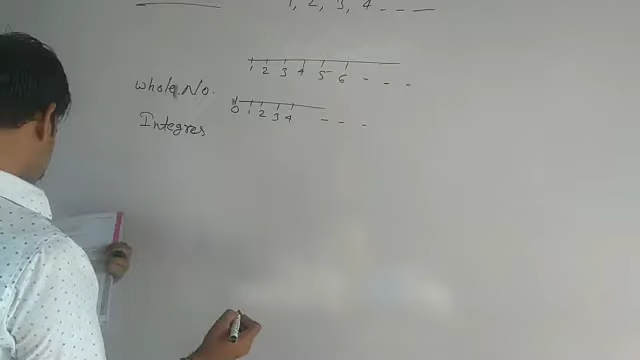 1, 2, 3, 4 - - -
1 2 3 4 5 6 - - -
Whole.No.
0 1 2 3 4 - - -
Integres